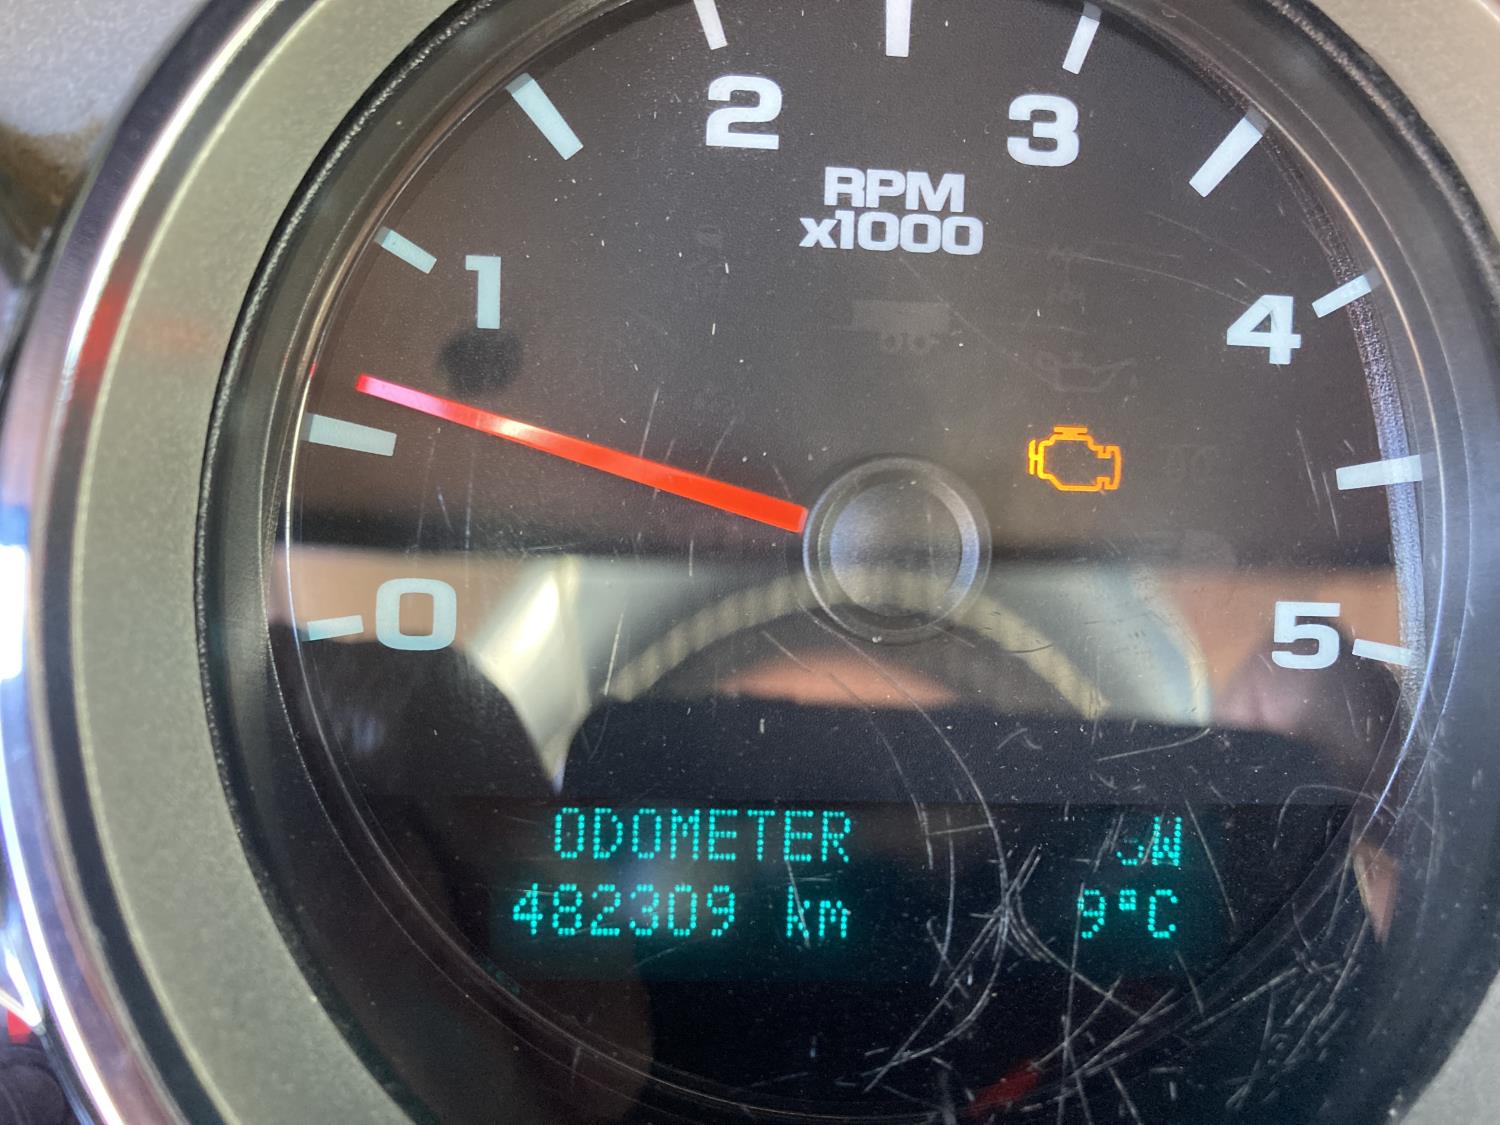 2 3
RPM
x1000
1 4
0 5
ODOMETER SW
482309 km 9°C